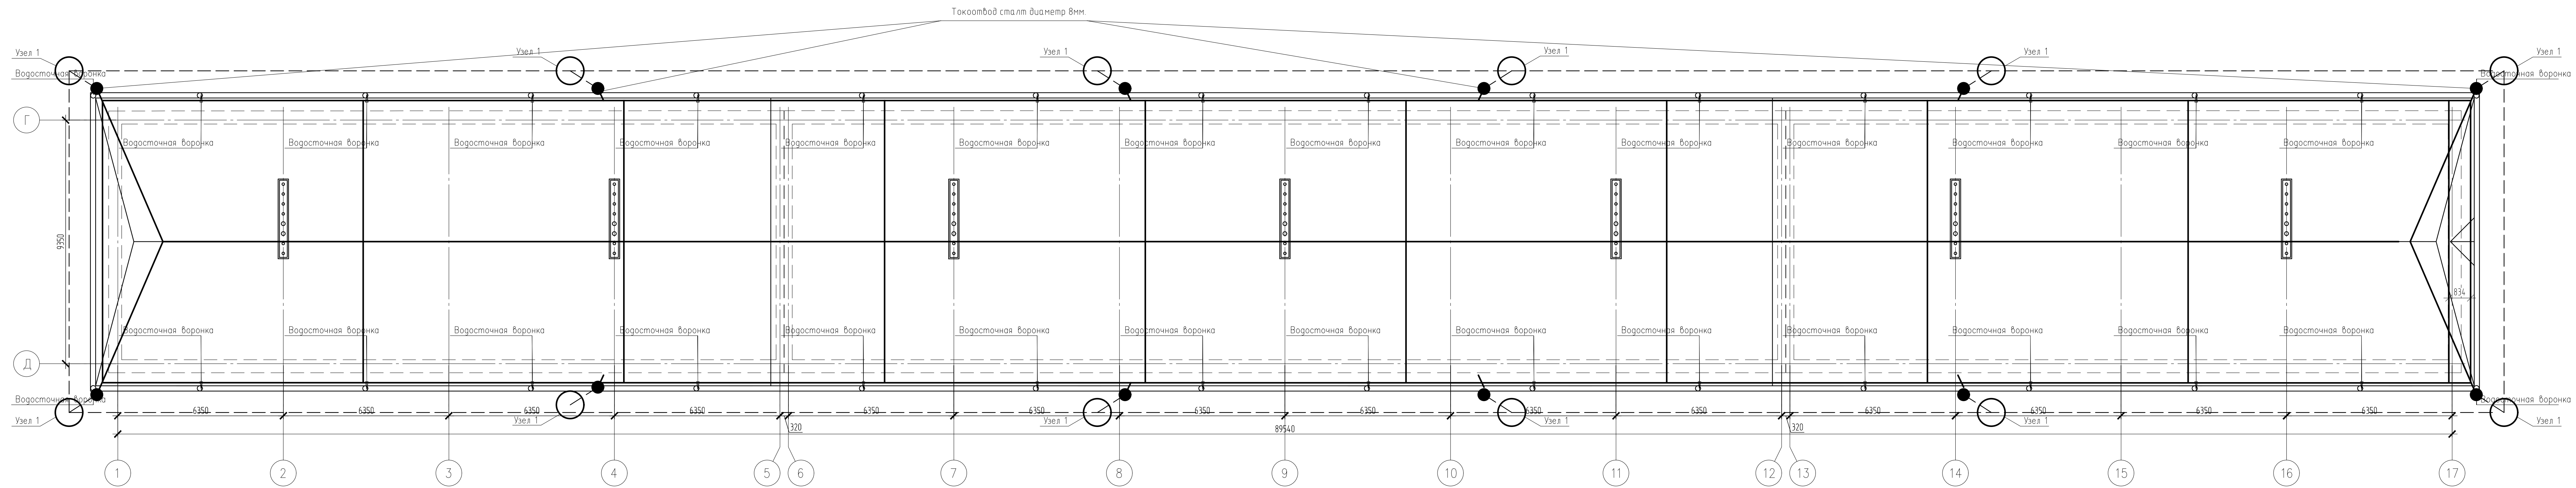 Токоотвод сталт диаметр 8мм.
Узел 1 Узел 1 Узел 1 Узел 1 Узел 1 Узел 1
Водосточная воронка Водосточная воронка
Г
Водосточная воронка Водосточная воронка Водосточная воронка Водосточная воронка Водосточная воронка Водосточная воронка Водосточная воронка Водосточная воронка Водосточная воронка Водосточная воронка Водосточная воронка Водосточная воронка Водосточная воронка Водосточная воронка
9350
834
Водосточная воронка Водосточная воронка Водосточная воронка Водосточная воронка Водосточная воронка Водосточная воронка Водосточная воронка Водосточная воронка Водосточная воронка Водосточная воронка Водосточная воронка Водосточная воронка Водосточная воронка Водосточная воронка
Д
Водосточная воронка Водосточная воронка
6350 6350 6350 6350 6350 6350 6350 6350 6350 6350 6350 6350 6350 6350
Узел 1 Узел 1 Узел 1 Узел 1 Узел 1 Узел 1
320 89540 320
1 2 3 4 5 6 7 8 9 10 11 12 13 14 15 16 17